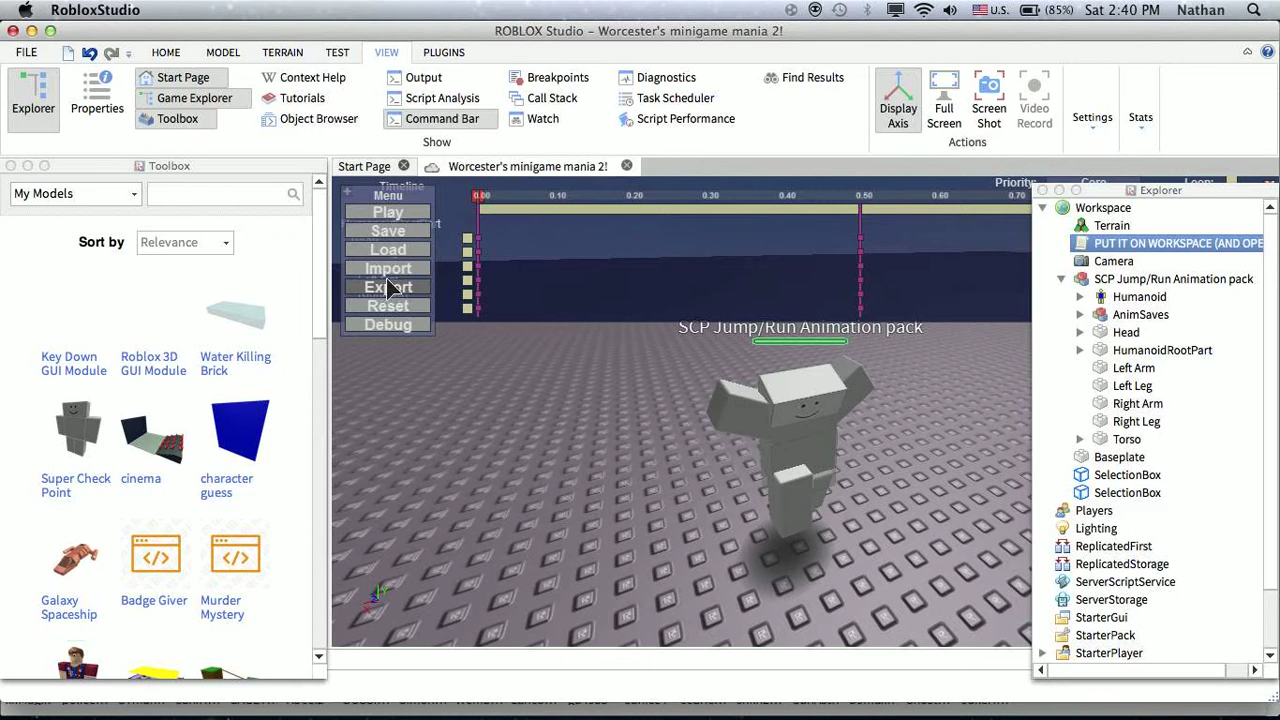 RobloxStudio
U.S. (85%) Sat 2:40 PM Nathan
ROBLOX Studio – Worcester's minigame mania 2!
FILE HOME MODEL TERRAIN TEST VIEW PLUGINS
Explorer
Properties
Start Page
Game Explorer
Toolbox
Context Help
Tutorials
Object Browser
Output
Script Analysis
Command Bar
Breakpoints
Call Stack
Watch
Diagnostics
Task Scheduler
Script Performance
Find Results
Show
Display
Axis
Full
Screen
Screen
Shot
Video
Record
Settings
Stats
Actions
Toolbox
My Models
Sort by Relevance
Key Down
GUI Module
Roblox 3D
GUI Module
Water Killing
Brick
Super Check
Point
cinema
character
guess
Galaxy
Spaceship
Badge Giver
Murder
Mystery
Start Page
Worcester's minigame mania 2!
Timeline
Menu
Play
Save
Load
Import
Export
Reset
Debug
0.00 0.10 0.20 0.30 0.40 0.50 0.60 0.70
Priority:
SCP Jump/Run Animation pack
Explorer
Workspace
Terrain
PUT IT ON WORKSPACE (AND OPE
Camera
SCP Jump/Run Animation pack
Humanoid
AnimSaves
Head
HumanoidRootPart
Left Arm
Left Leg
Right Arm
Right Leg
Torso
Baseplate
SelectionBox
SelectionBox
Players
Lighting
ReplicatedFirst
ReplicatedStorage
ServerScriptService
ServerStorage
StarterGui
StarterPack
StarterPlayer